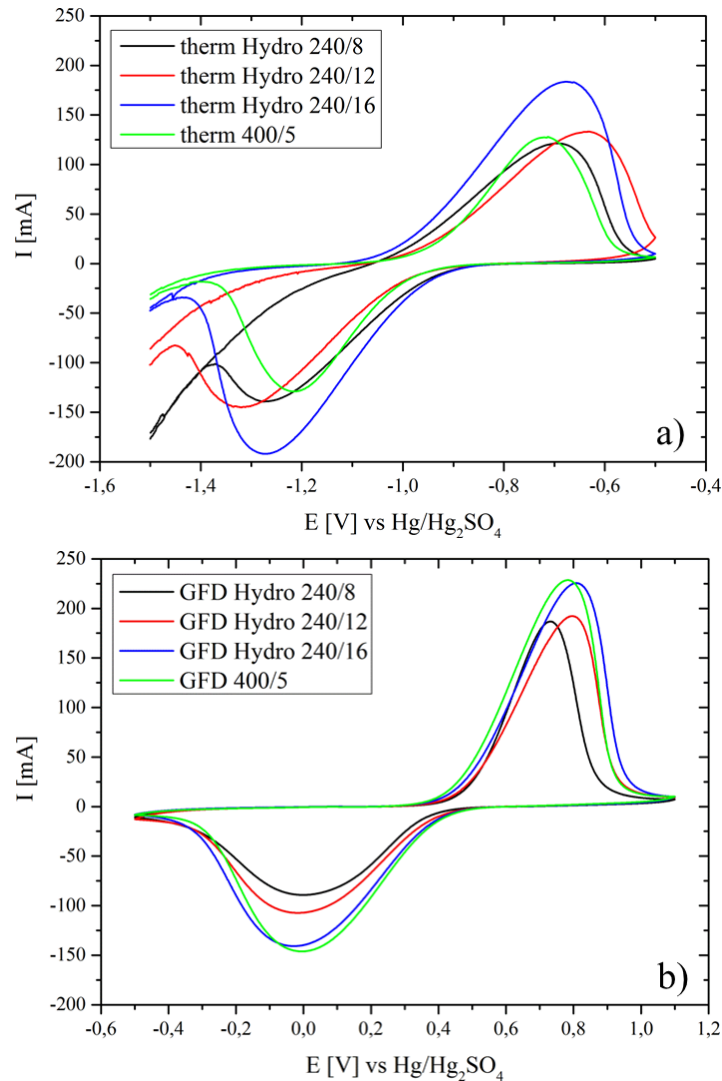 250
200
150
100
50
0
-50
-100
-150
-200
I [mA]
therm Hydro 240/8
therm Hydro 240/12
therm Hydro 240/16
therm 400/5
a)
-1,6 -1,4 -1,2 -1,0 -0,8 -0,6 -0,4
E [V] vs Hg/Hg₂SO₄
250
200
150
100
50
0
-50
-100
-150
-200
I [mA]
GFD Hydro 240/8
GFD Hydro 240/12
GFD Hydro 240/16
GFD 400/5
b)
-0,6 -0,4 -0,2 0,0 0,2 0,4 0,6 0,8 1,0 1,2
E [V] vs Hg/Hg₂SO₄